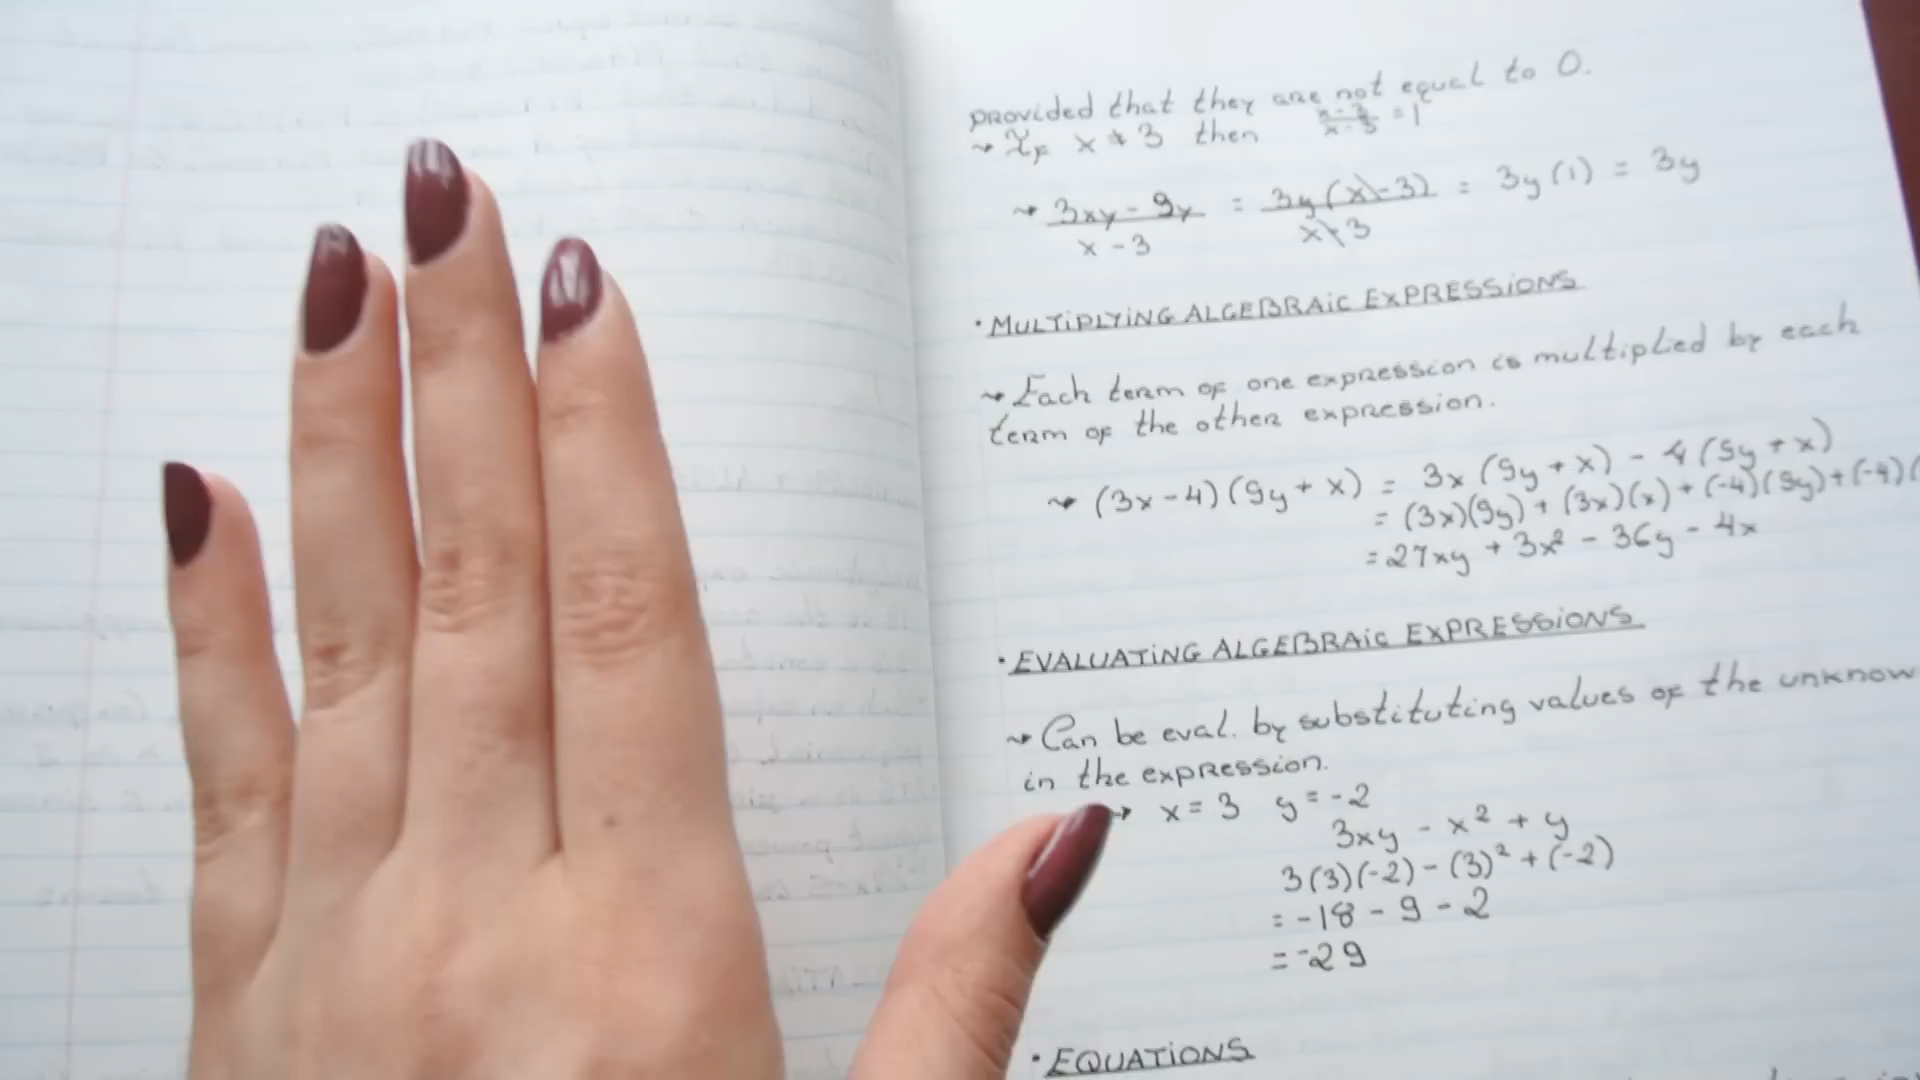 provided that they are not equal to 0.
~ If x ≠ 3 then x-3/x-3 = 1
~ 3xy - 9y / x - 3 = 3y(x-3) / x-3 = 3y(1) = 3y
· MULTIPLYING ALGEBRAIC EXPRESSIONS
~ Each term of one expression is multiplied by each
term of the other expression.
~ (3x-4)(9y+x) = 3x(9y+x) - 4(9y+x)
= (3x)(9y) + (3x)(x) + (-4)(9y) + (-4)(
= 27xy + 3x² - 36y - 4x
· EVALUATING ALGEBRAIC EXPRESSIONS
~ Can be eval. by substituting values of the unknow
in the expression.
→ x = 3 y = -2
3xy - x² + y
3(3)(-2) - (3)² + (-2)
= -18 - 9 - 2
= -29
· EQUATIONS